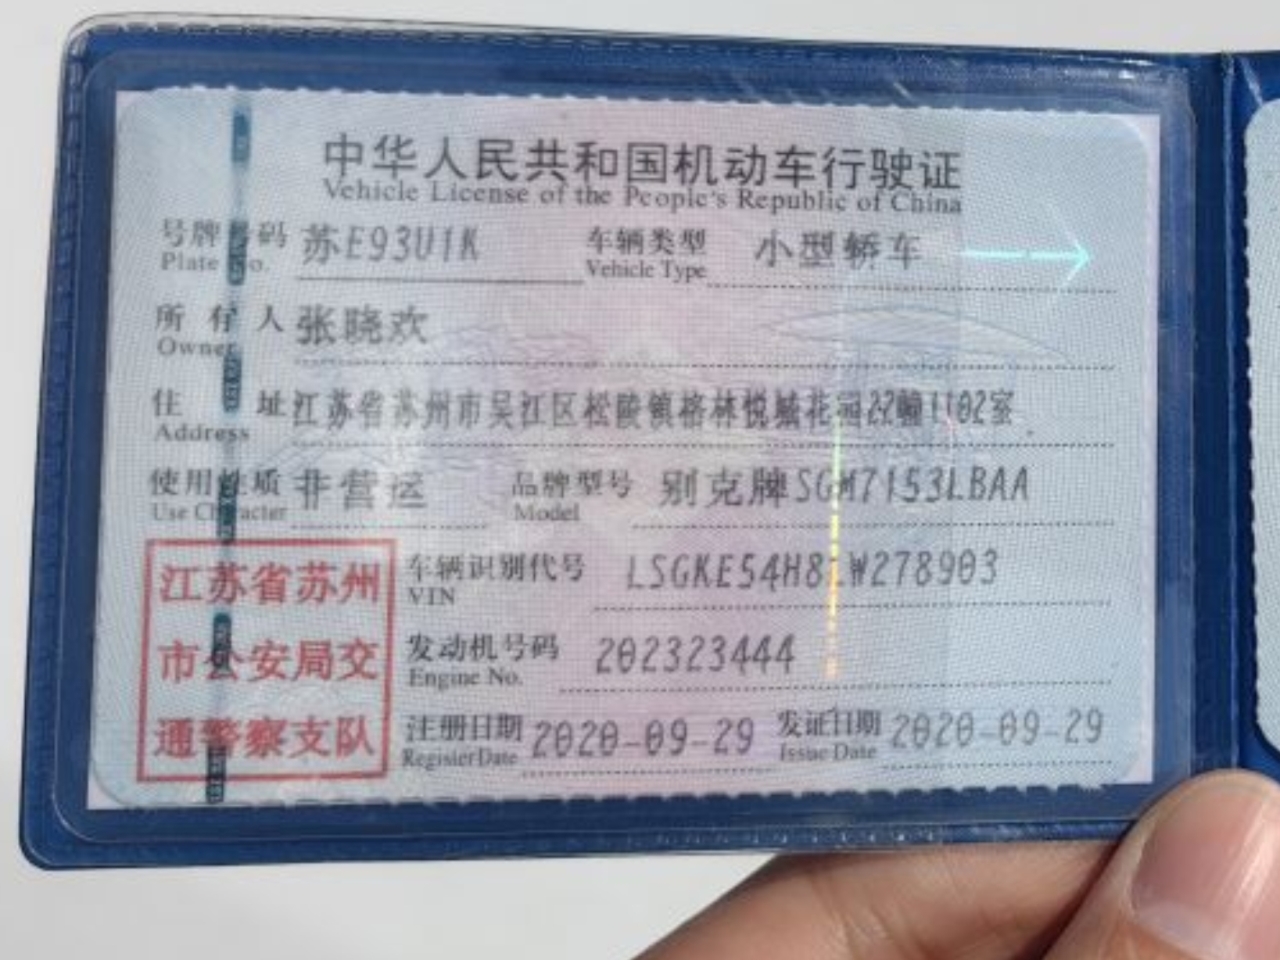 中华人民共和国机动车行驶证
Vehicle License of the People's Republic of China
号牌号码 苏E93U1K 车辆类型 小型轿车
Plate No. Vehicle Type
所有人 张晓欢
Owner
住址 江苏省苏州市吴江区松陵镇格林悦城花园22幢1102室
Address
使用性质 非营运 品牌型号 别克牌SGM7153LBAA
Use Character Model
江苏省苏州
市公安局交
通警察支队
车辆识别代号 LSGKE54H8LW278903
VIN
发动机号码 202323444
Engine No.
注册日期 2020-09-29 发证日期 2020-09-29
Register Date Issue Date